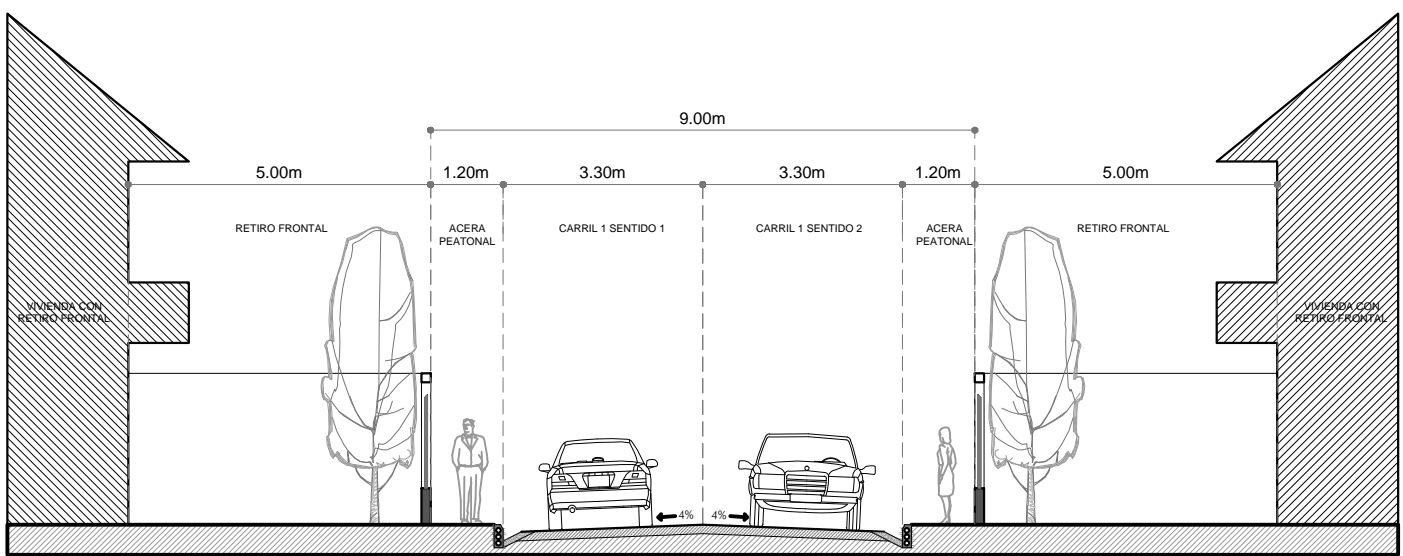 9.00m
5.00m 1.20m 3.30m 3.30m 1.20m 5.00m
RETIRO FRONTAL
ACERA
PEATONAL
CARRIL 1 SENTIDO 1
CARRIL 1 SENTIDO 2
ACERA
PEATONAL
RETIRO FRONTAL
VIVIENDA CON
RETIRO FRONTAL
VIVIENDA CON
RETIRO FRONTAL
4% 4%